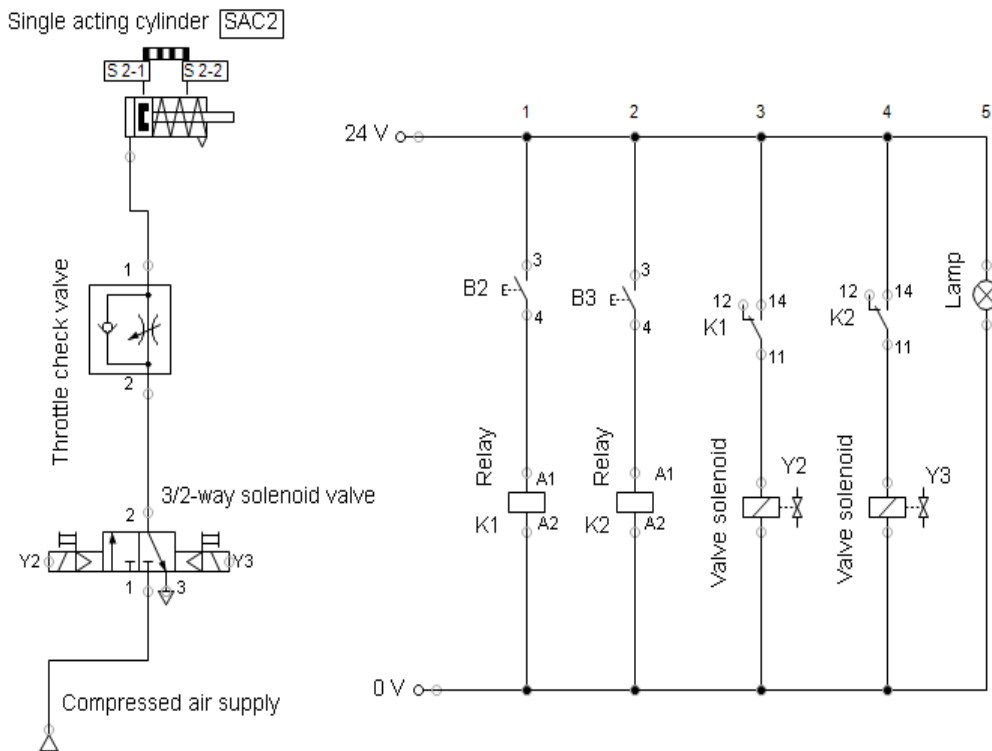 Single acting cylinder SAC2
S 2-1 S 2-2
1 2 3 4 5
24 V
1
Throttle check valve
2
3/2-way solenoid valve
2
Y2 Y3
1 3
Compressed air supply
3
B2
4
3
B3
4
12 14
K1
11
12 14
K2
11
Lamp
Relay
A1
K1 A2
Relay
A1
K2 A2
Valve solenoid
Y2
Valve solenoid
Y3
0 V